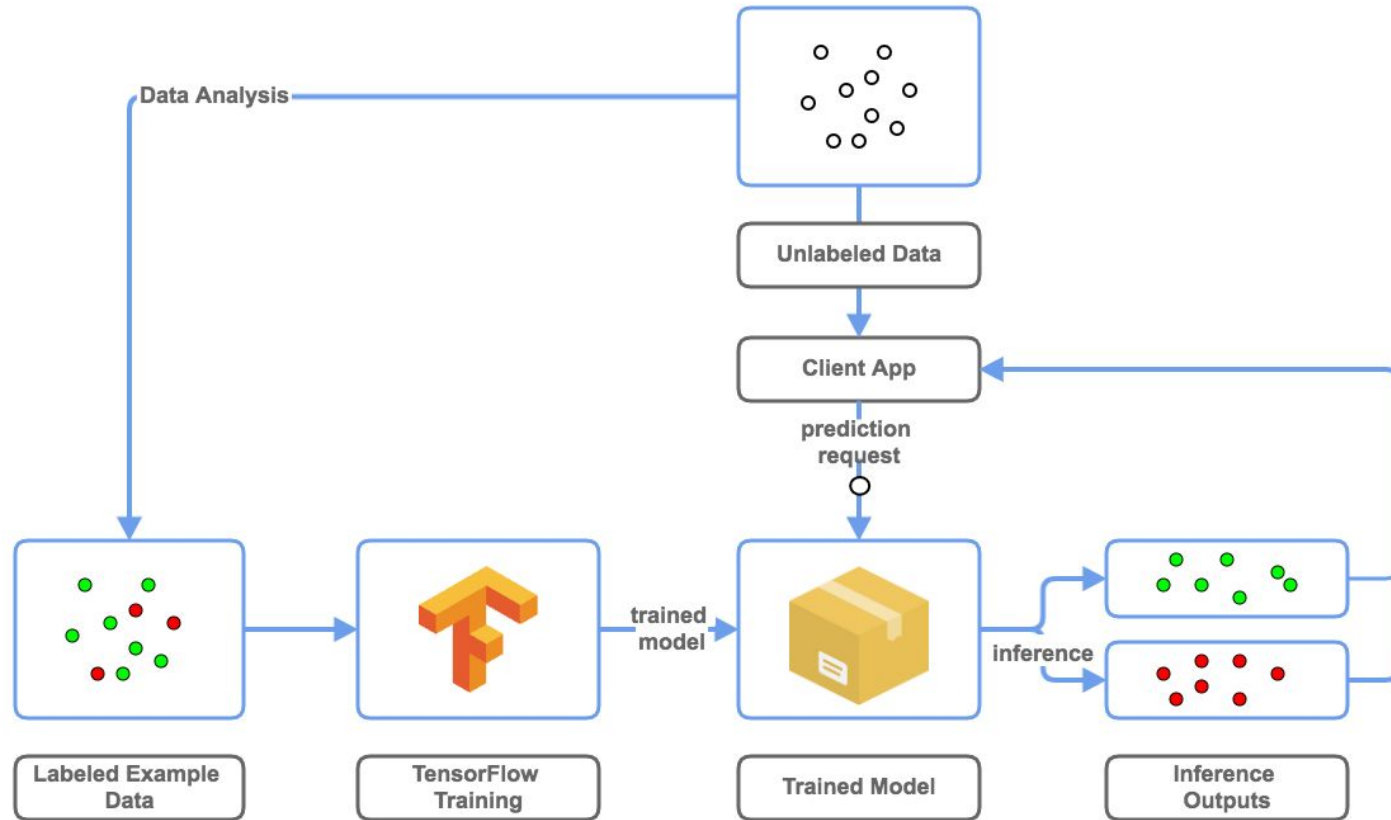 Data Analysis
Unlabeled Data
Client App
prediction
request
trained
model
inference
Labeled Example
Data
TensorFlow
Training
Trained Model
Inference
Outputs